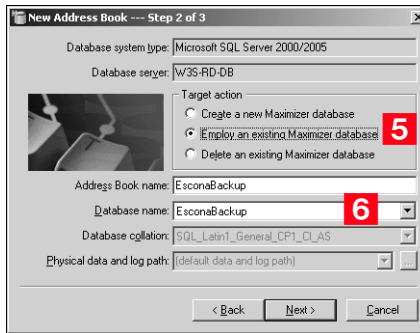 New Address Book --- Step 2 of 3
Database system type: Microsoft SQL Server 2000/2005
Database server: W3S-RD-DB
Target action
Create a new Maximizer database
Employ an existing Maximizer database
5
Delete an existing Maximizer database
Address Book name: EsconaBackup
Database name: EsconaBackup
6
Database collation: SQL_Latin1_General_CP1_CI_AS
Physical data and log path: (default data and log path)
...
< Back Next > Cancel